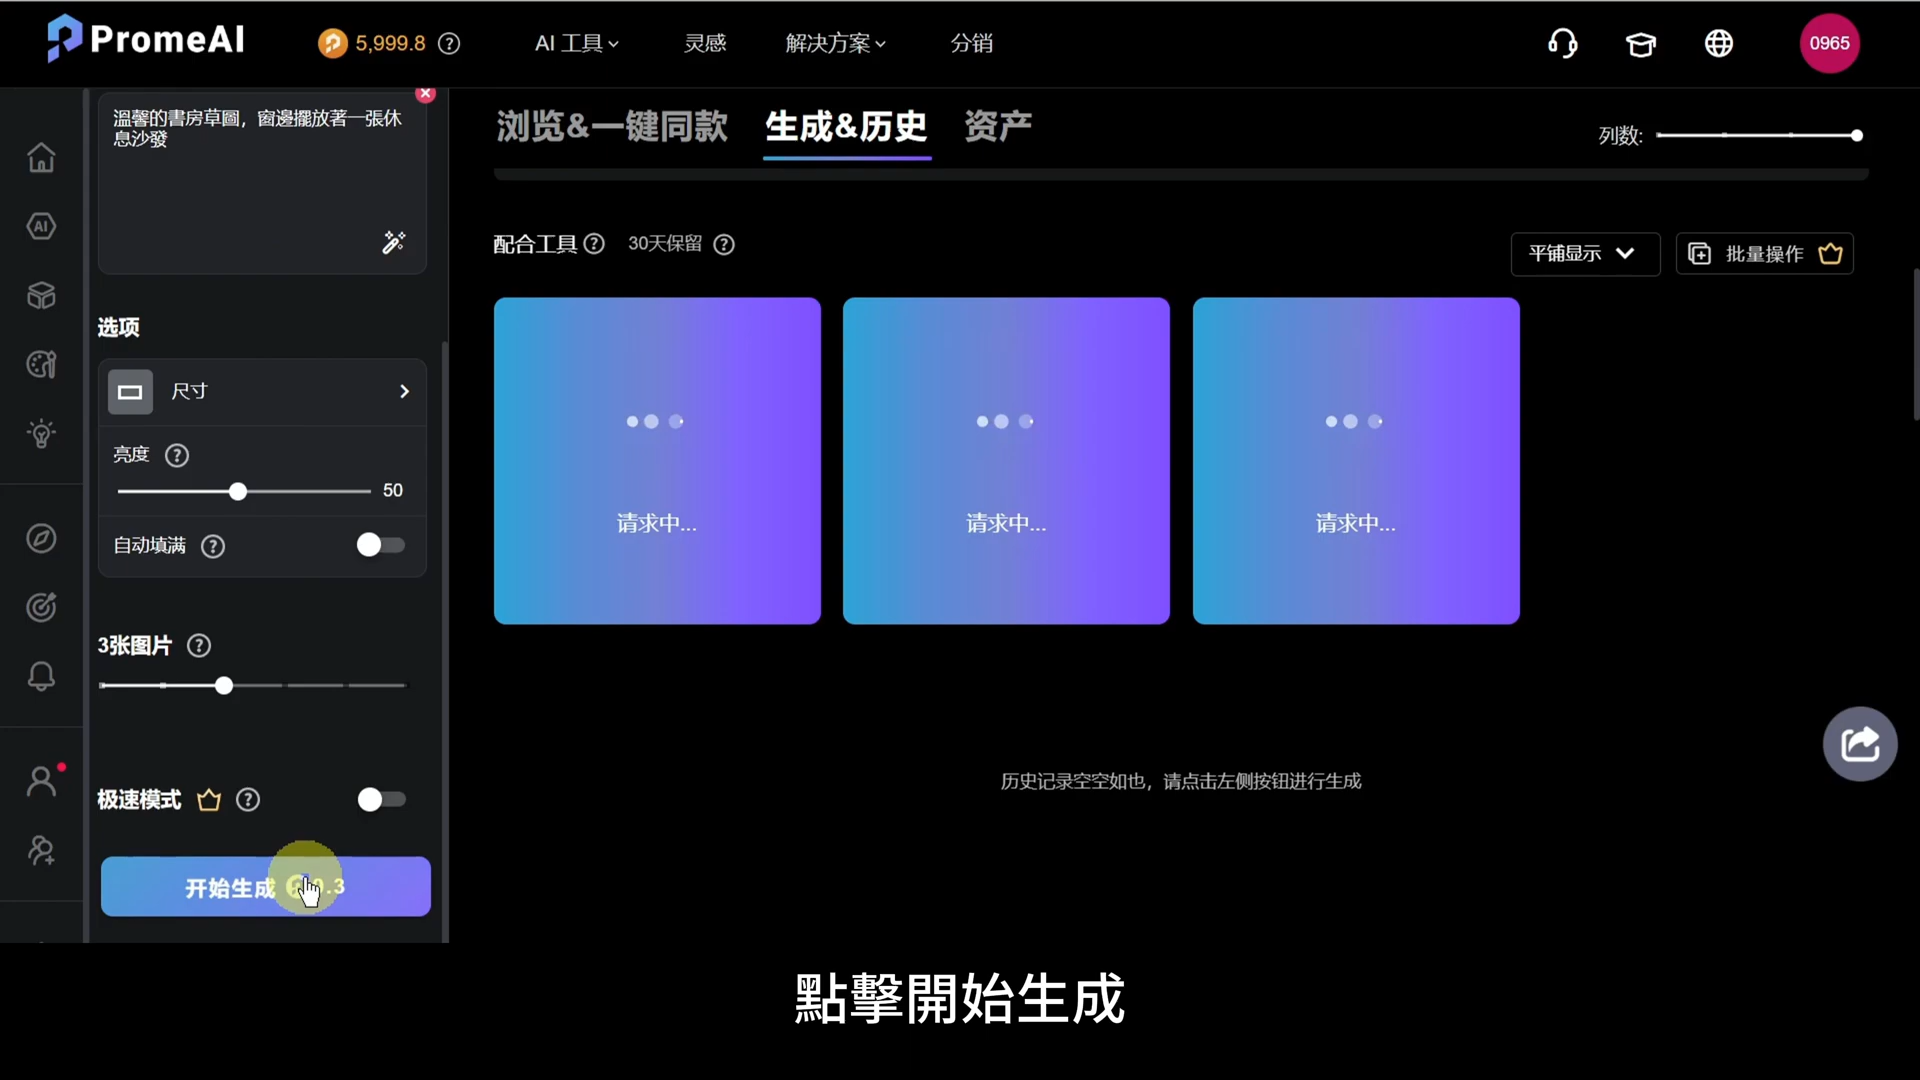 PromeAI
5,999.8
AI 工具
灵感
解决方案
分销
0965
溫馨的書房草圖，窗邊擺放著一張休
息沙發
选项
尺寸
亮度
50
自动填满
3张图片
极速模式
开始生成
.3
浏览&一键同款
生成&历史
资产
列数:
配合工具
30天保留
平铺显示
批量操作
请求中...
请求中...
请求中...
历史记录空空如也，请点击左侧按钮进行生成
點擊開始生成